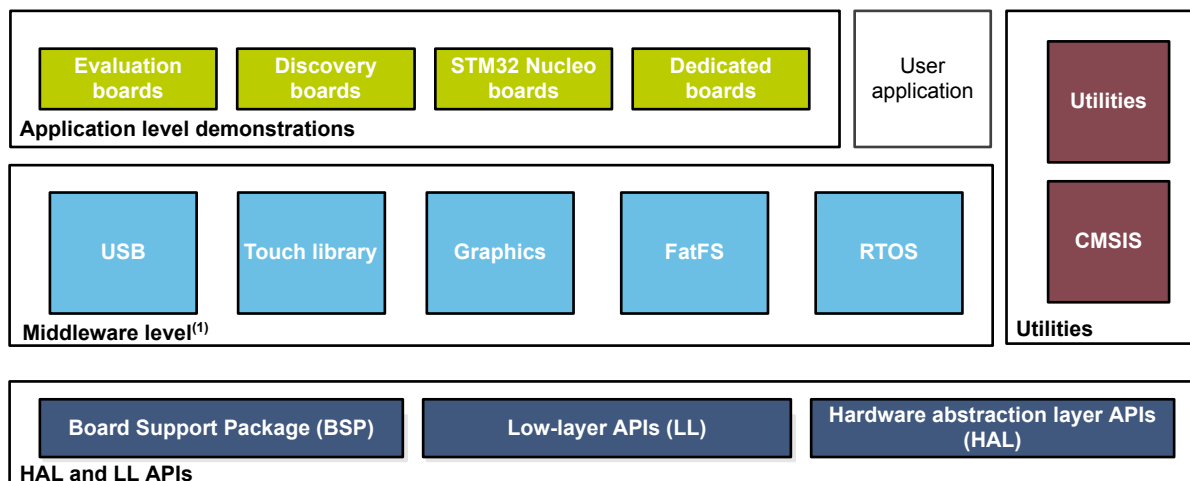 Evaluation
boards
Discovery
boards
STM32 Nucleo
boards
Dedicated
boards
Application level demonstrations
User
application
Utilities
CMSIS
Utilities
USB
Touch library
Graphics
FatFS
RTOS
Middleware level(1)
Board Support Package (BSP)
Low-layer APIs (LL)
Hardware abstraction layer APIs
(HAL)
HAL and LL APIs